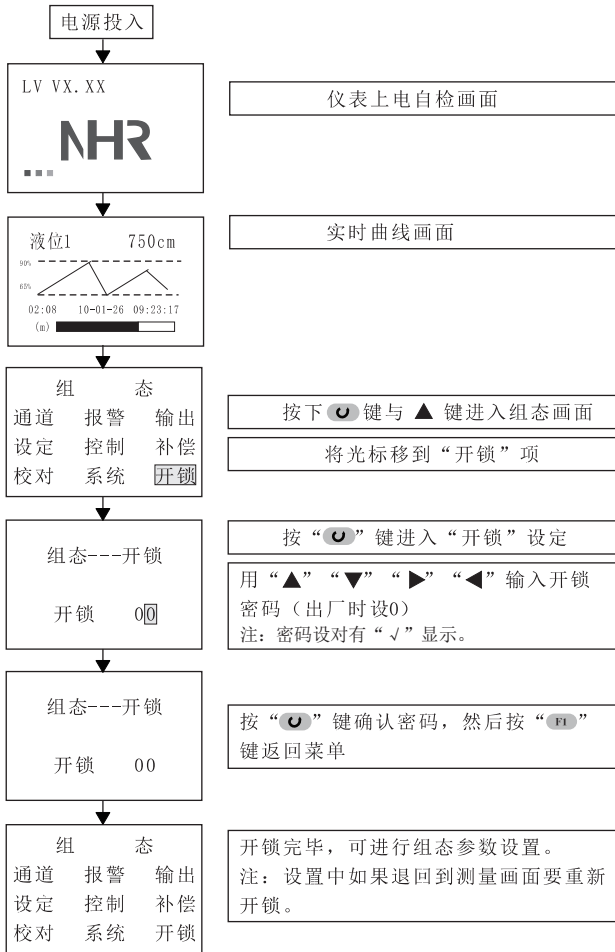 电源投入
LV VX.XX
NHR
仪表上电自检画面
液位1 750cm
90%
65%
02:08 10-01-26 09:23:17
(m)
实时曲线画面
组 态
通道 报警 输出
设定 控制 补偿
校对 系统 开锁
按下 键与 ▲ 键进入组态画面
将光标移到“开锁”项
组态---开锁
开锁 00
按“ ”键进入“开锁”设定
用“▲”“▼”“▶”“◀”输入开锁
密码（出厂时设0）
注：密码设对有“√”显示。
组态---开锁
开锁 00
按“ ”键确认密码，然后按“F1”
键返回菜单
组 态
通道 报警 输出
设定 控制 补偿
校对 系统 开锁
开锁完毕，可进行组态参数设置。
注：设置中如果退回到测量画面要重新
开锁。